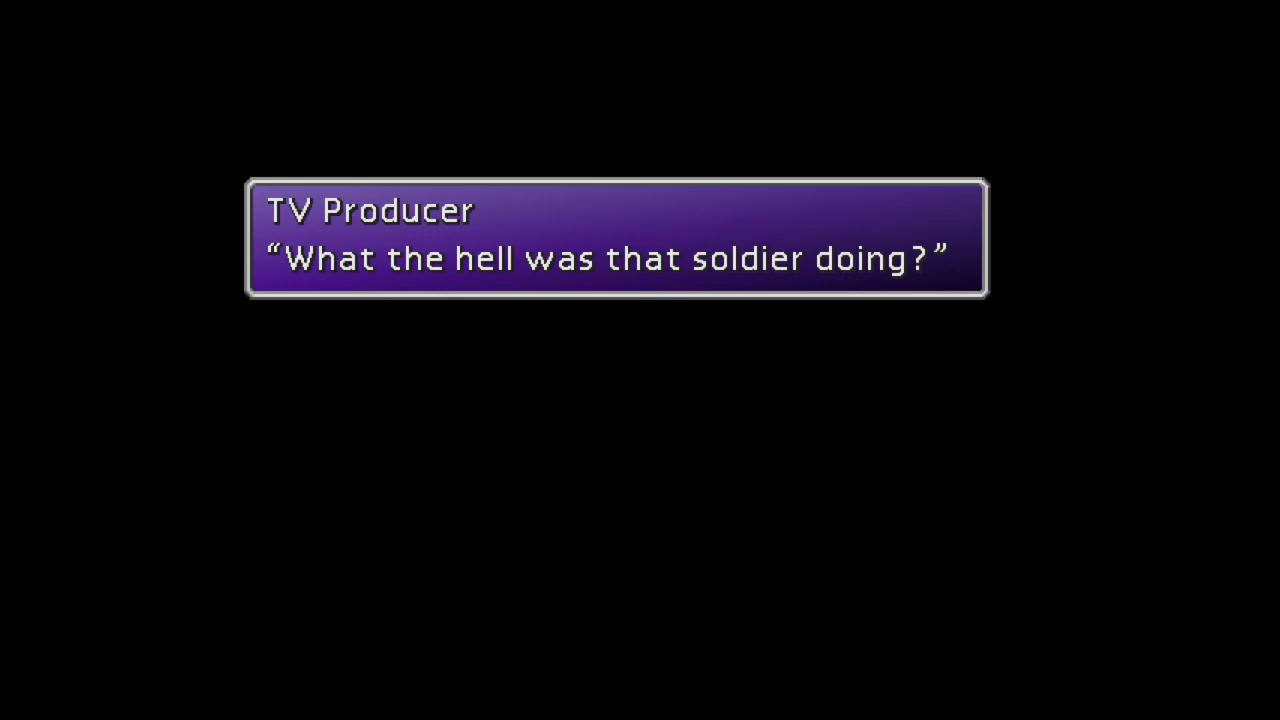 TV Producer
“What the hell was that soldier doing?”